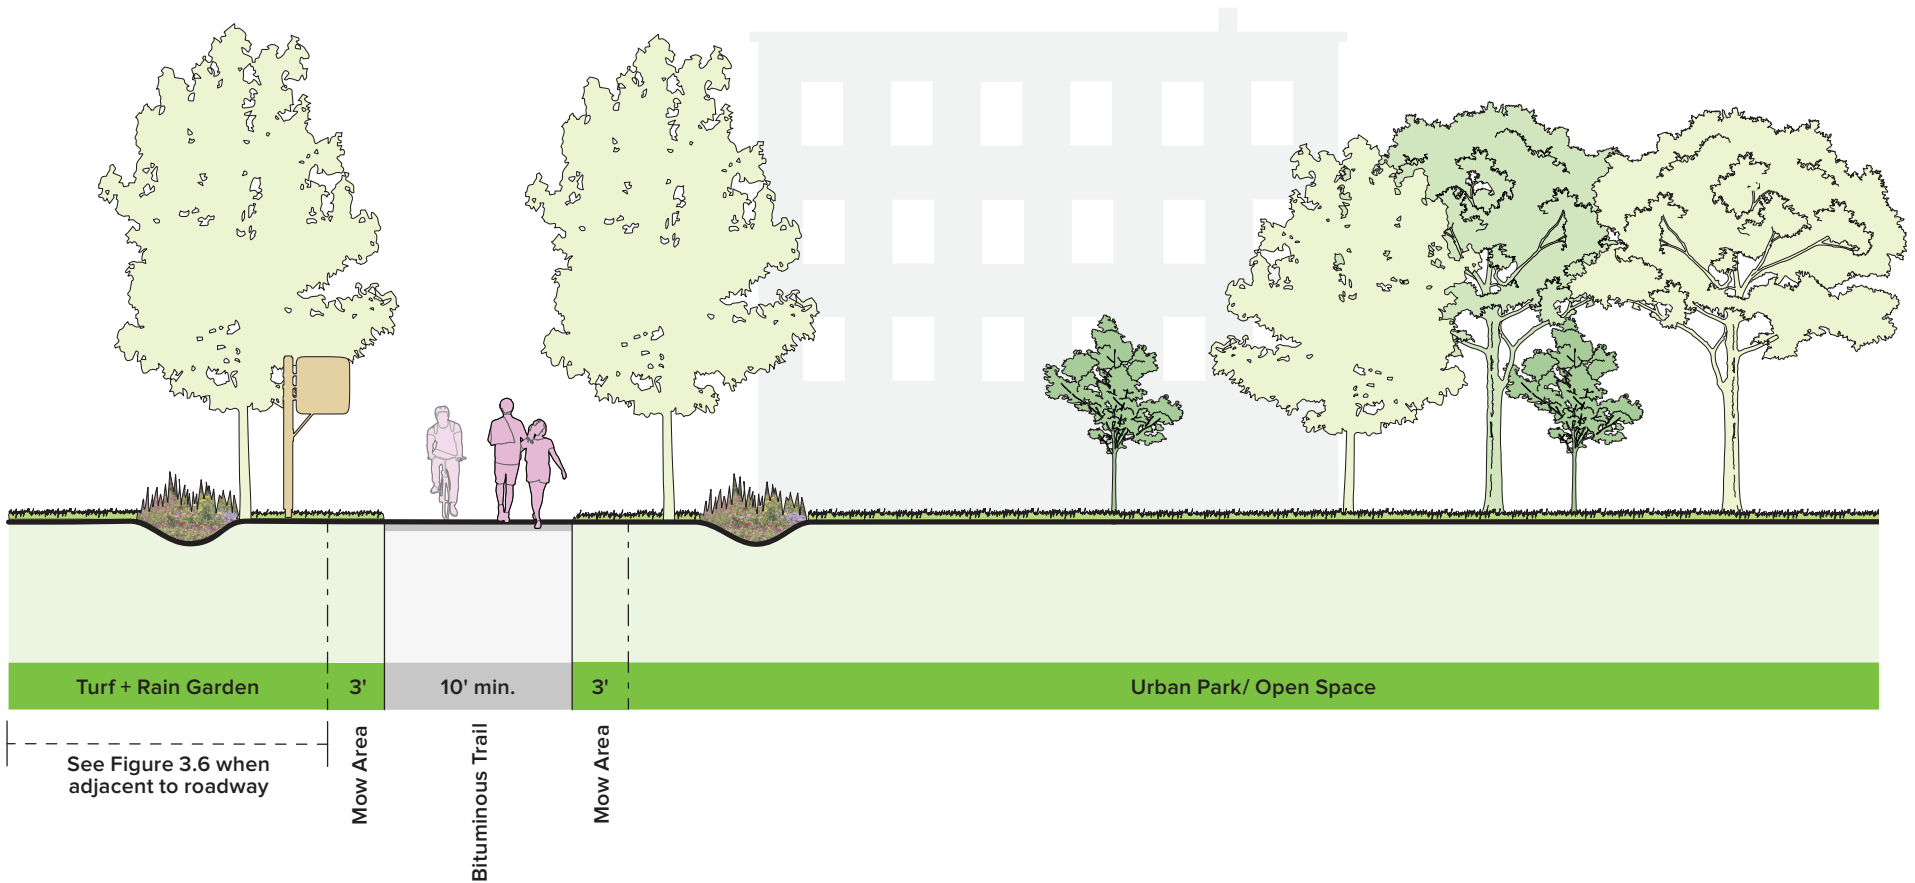 Turf + Rain Garden
3'
10' min.
3'
Urban Park/ Open Space
See Figure 3.6 when
adjacent to roadway
Mow Area
Bituminous Trail
Mow Area